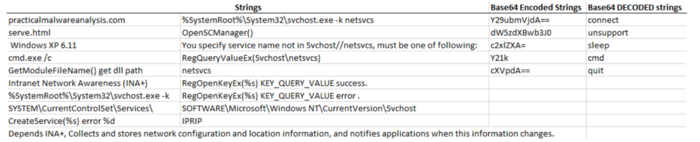 Strings Base64 Encoded Strings Base64 DECODED strings
practicalmalwareanalysis.com %SystemRoot%\System32\svchost.exe -k netsvcs Y29ubmVjdA== connect
serve.html OpenSCManager() dW5zdXBwb3J0 unsupport
Windows XP 6.11 You specify service name not in Svchost//netsvcs, must be one of following: c2xlZXA= sleep
cmd.exe /c RegQueryValueEx(Svchost\netsvcs) Y21k cmd
GetModuleFileName() get dll path netsvcs cXVpdA== quit
Intranet Network Awareness (INA+) RegOpenKeyEx(%s) KEY_QUERY_VALUE success.
%SystemRoot%\System32\svchost.exe -k RegOpenKeyEx(%s) KEY_QUERY_VALUE error .
SYSTEM\CurrentControlSet\Services\ SOFTWARE\Microsoft\Windows NT\CurrentVersion\Svchost
CreateService(%s) error %d IPRIP
Depends INA+, Collects and stores network configuration and location information, and notifies applications when this information changes.